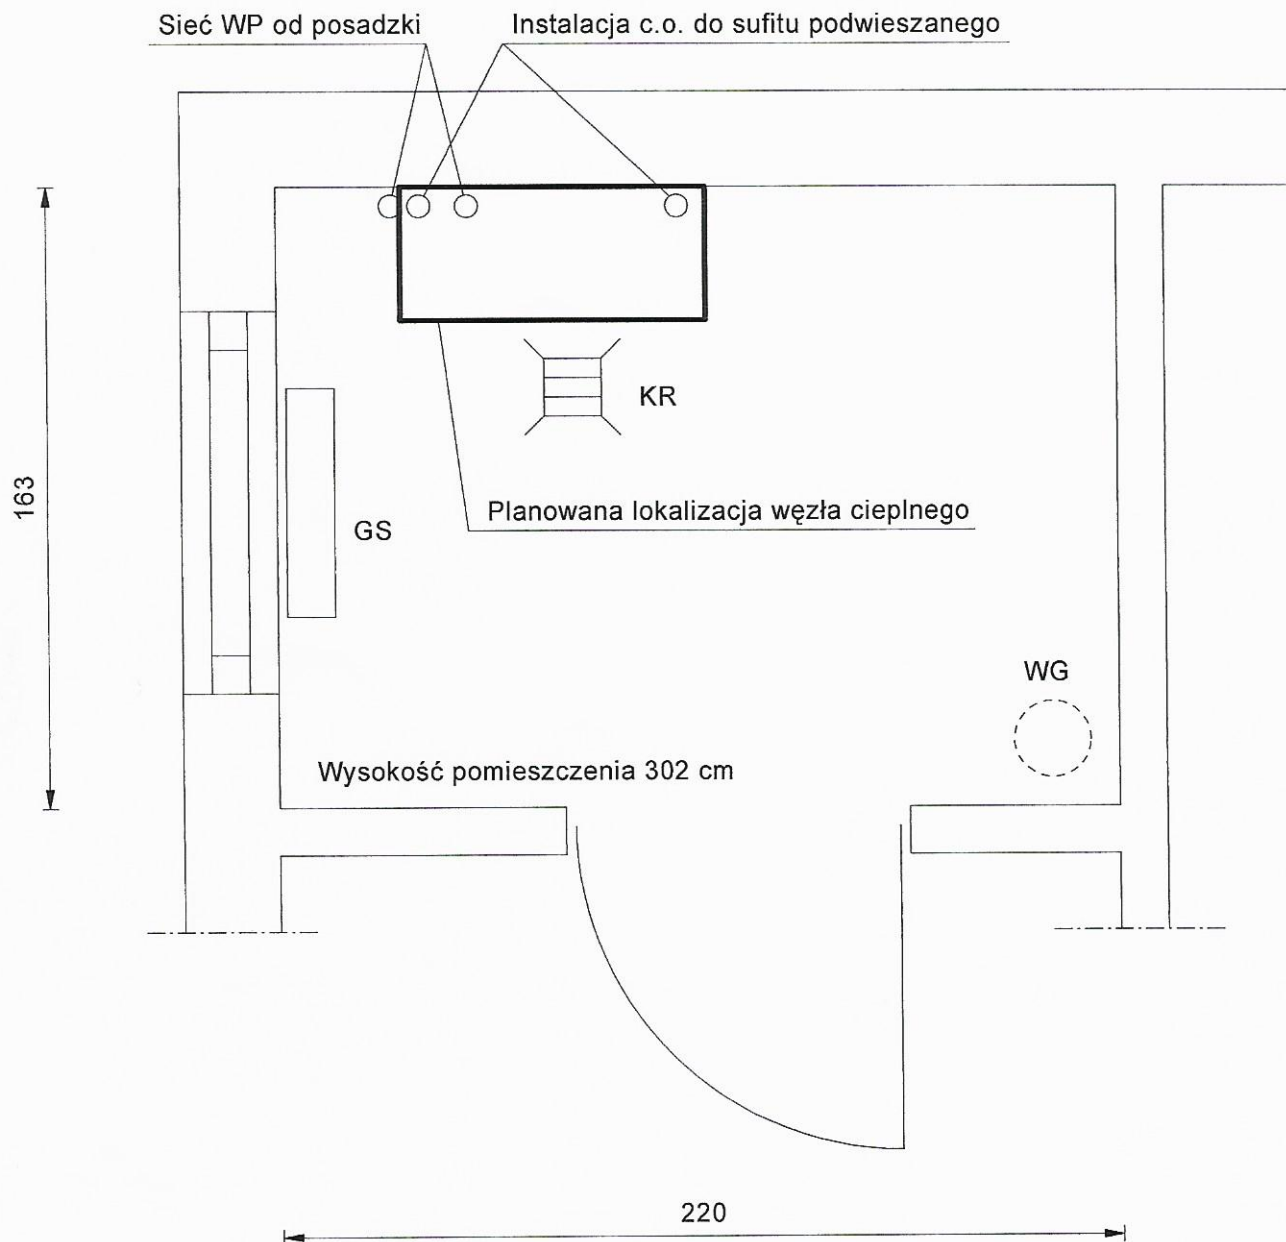 Sieć WP od posadzki
Instalacja c.o. do sufitu podwieszanego
KR
163
Planowana lokalizacja węzła cieplnego
GS
WG
Wysokość pomieszczenia 302 cm
220